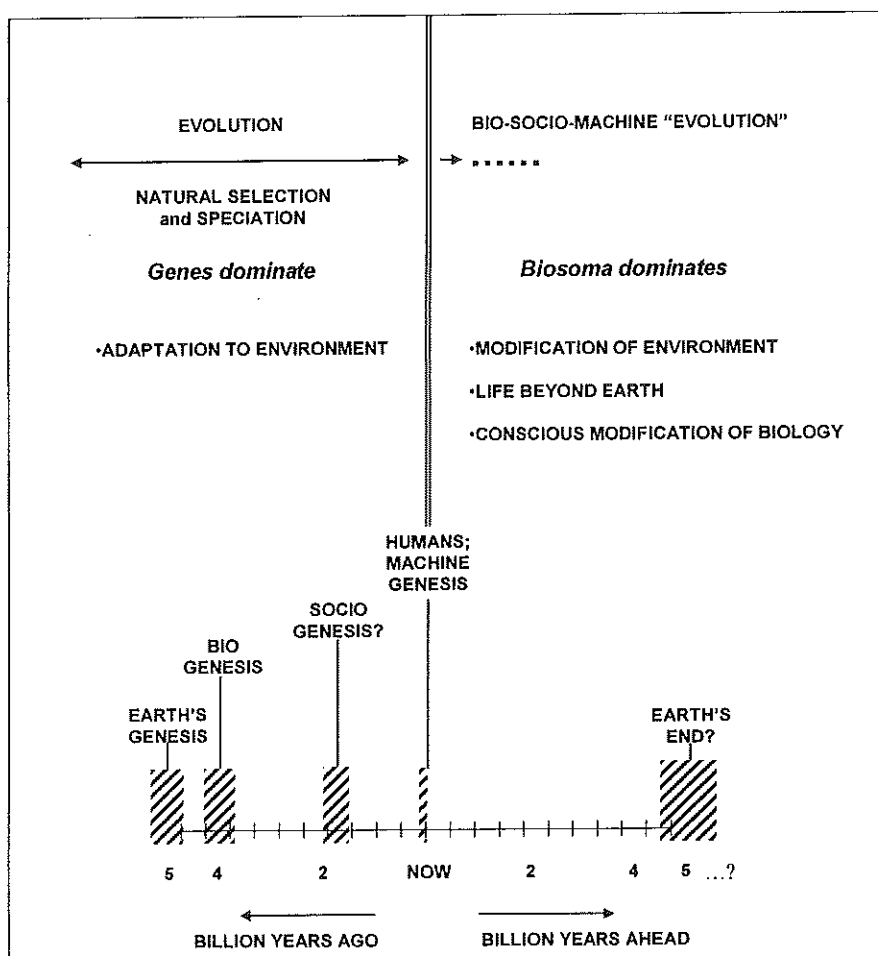 EVOLUTION
NATURAL SELECTION
and SPECIATION
Genes dominate
•ADAPTATION TO ENVIRONMENT
BIO-SOCIO-MACHINE “EVOLUTION”
Biosoma dominates
•MODIFICATION OF ENVIRONMENT
•LIFE BEYOND EARTH
•CONSCIOUS MODIFICATION OF BIOLOGY
HUMANS;
MACHINE
GENESIS
SOCIO
GENESIS?
BIO
GENESIS
EARTH’S
GENESIS
EARTH’S
END?
5 4 2 NOW 2 4 5 ...?
BILLION YEARS AGO
BILLION YEARS AHEAD